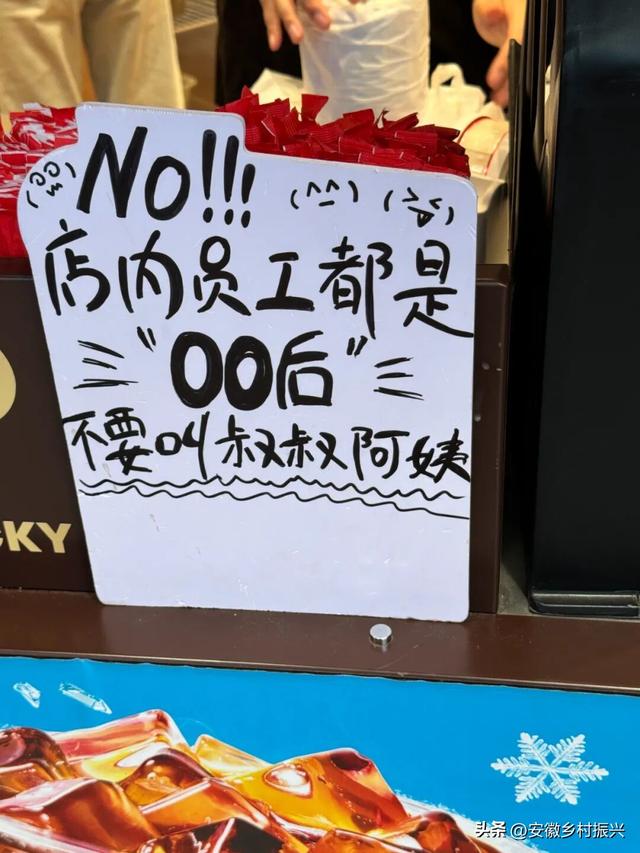 No!!!
店内员工都是
"00后"
不要叫叔叔阿姨
CKY
头条 @安徽乡村振兴